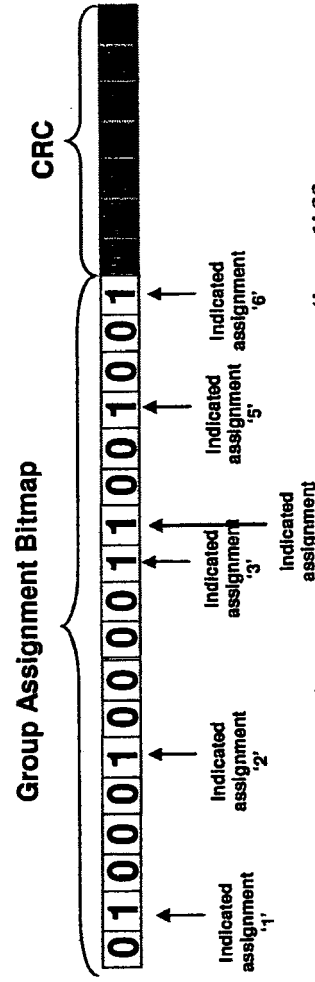 Group Assignment Bitmap
CRC
0 1 0 0 0 1 0 0 0 0 1 1 0 0 1 0 0 1
Indicated
assignment
'1'
Indicated
assignment
'2'
Indicated
assignment
'3'
Indicated
assignment
Indicated
assignment
'5'
Indicated
assignment
'6'